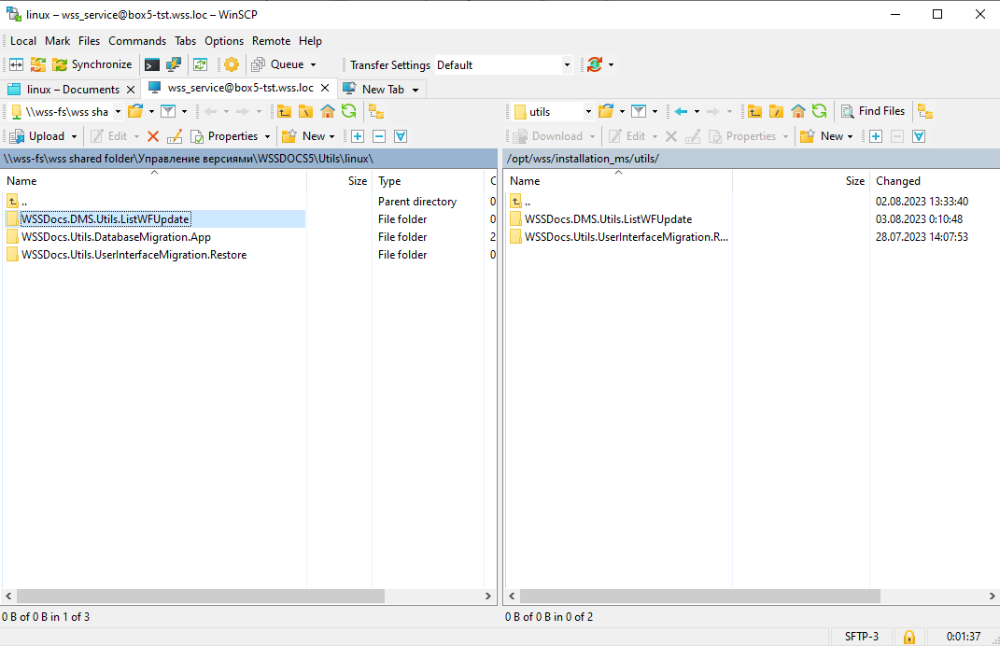 linux – wss_service@box5-tst.wss.loc – WinSCP
Local Mark Files Commands Tabs Options Remote Help
Synchronize Queue Transfer Settings Default
linux – Documents wss_service@box5-tst.wss.loc New Tab
\\wss-fs\wss sha
utils Find Files
Upload Edit Properties New
Download Edit Properties New
\\wss-fs\wss shared folder\Управление версиями\WSSDOCS5\Utils\linux\
/opt/wss/installation_ms/utils/
Name Size Type C
.. Parent directory 0
WSSDocs.DMS.Utils.ListWFUpdate File folder 0
WSSDocs.Utils.DatabaseMigration.App File folder 2
WSSDocs.Utils.UserInterfaceMigration.Restore File folder 0
Name Size Changed
.. 02.08.2023 13:33:40
WSSDocs.DMS.Utils.ListWFUpdate 03.08.2023 0:10:48
WSSDocs.Utils.UserInterfaceMigration.R... 28.07.2023 14:07:53
0 B of 0 B in 1 of 3
0 B of 0 B in 0 of 2
SFTP-3 0:01:37